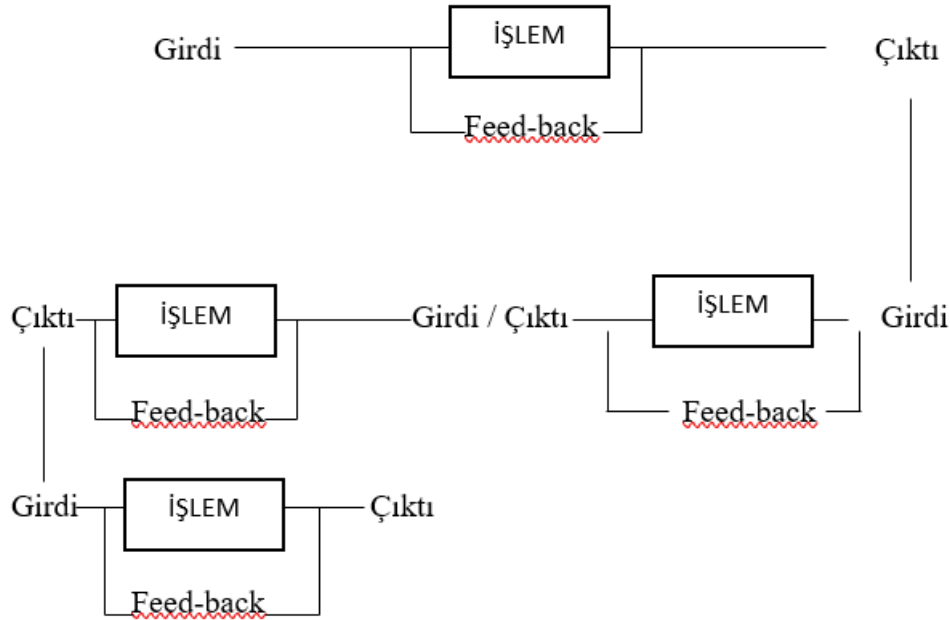 Girdi İŞLEM Çıktı
Feed-back
Çıktı İŞLEM Girdi / Çıktı İŞLEM Girdi
Feed-back Feed-back
Girdi İŞLEM Çıktı
Feed-back